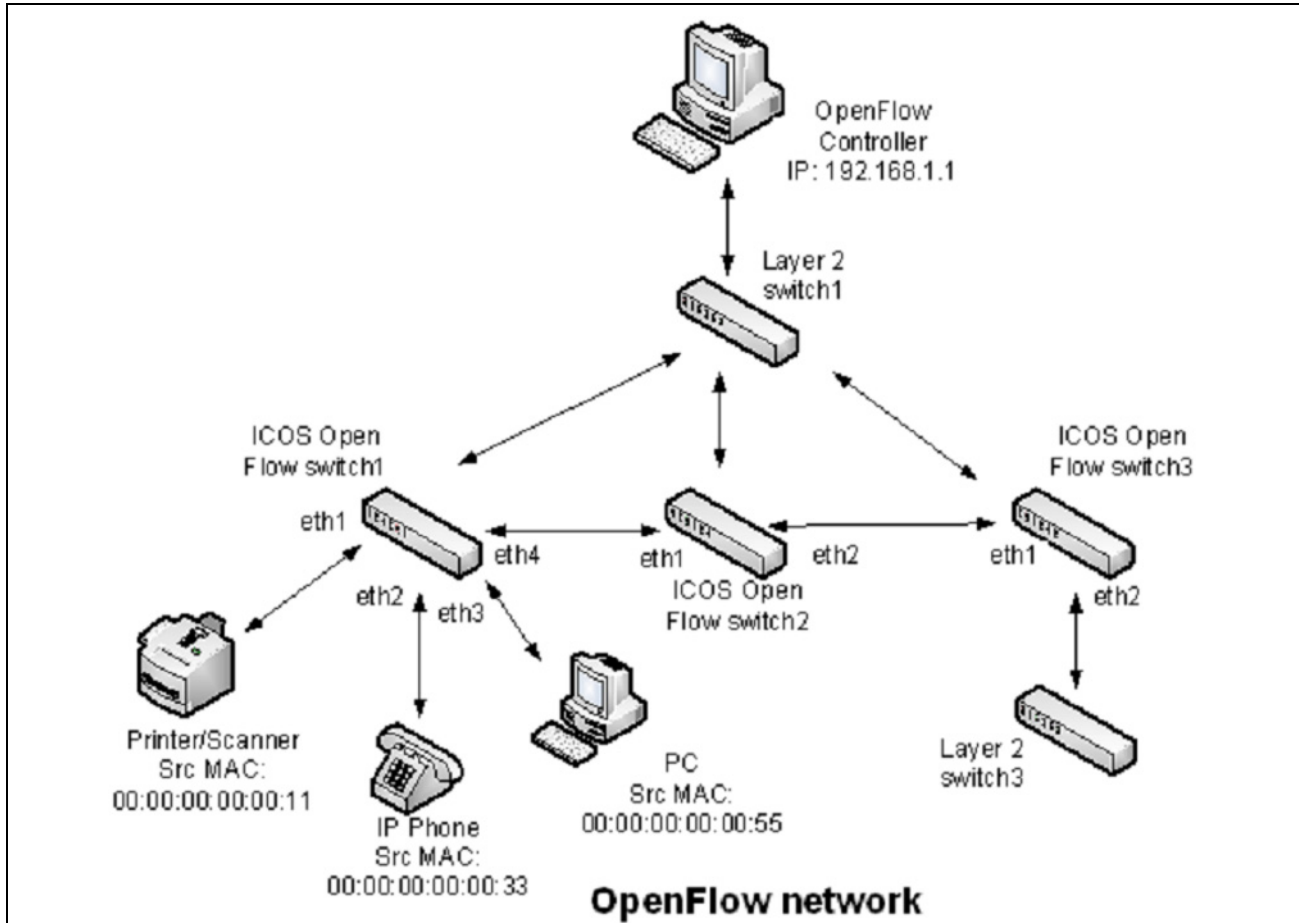 OpenFlow
Controller
IP: 192.168.1.1
Layer 2
switch1
ICOS Open
Flow switch1
ICOS Open
Flow switch3
eth1
eth4
eth1
eth2
eth1
eth2
eth3
eth2
ICOS Open
Flow switch2
Printer/Scanner
Src MAC:
00:00:00:00:00:11
IP Phone
Src MAC:
00:00:00:00:00:33
PC
Src MAC:
00:00:00:00:00:55
Layer 2
switch3
OpenFlow network